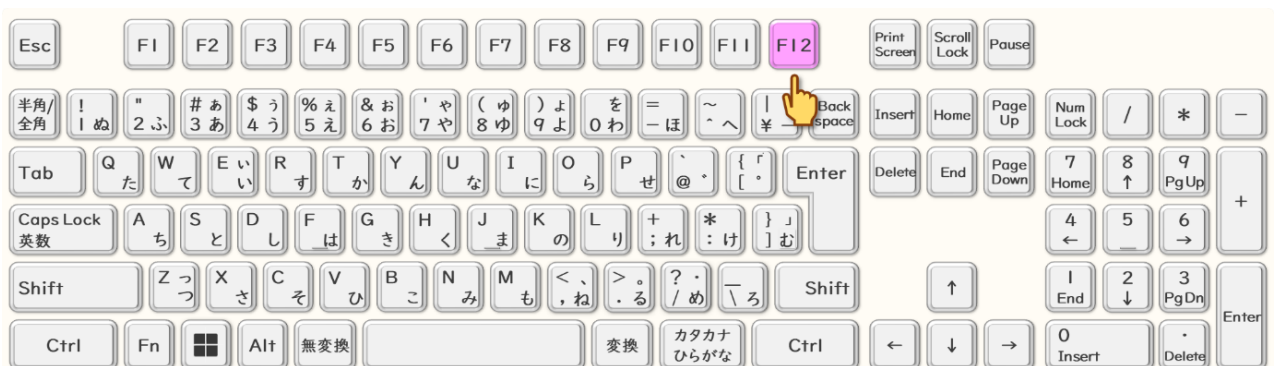 Esc F1 F2 F3 F4 F5 F6 F7 F8 F9 F10 F11 F12 Print Screen Scroll Lock Pause
半角/全角 ! 1 ぬ " 2 ふ # ぁ 3 あ $ ぅ 4 う % ぇ 5 え & ぉ 6 お ' ゃ 7 や ( ゅ 8 ゆ ) ょ 9 よ を 0 わ = - ほ ~ ^ へ | ¥ ー Back space Insert Home Page Up Num Lock / * -
Tab Q た W て E ぃ い R す T か Y ん U な I に O ら P せ ` @ ゛ { 「 [ ゜ Enter Delete End Page Down 7 Home 8 ↑ 9 PgUp +
Caps Lock 英数 A ち S と D し F は G き H く J ま K の L り + ; れ * : け } 」 ] む 4 ← 5 6 →
Shift Z っ つ X さ C そ V ひ B こ N み M も < 、 , ね > 。 . る ? ・ / め _ \ ろ Shift ↑ 1 End 2 ↓ 3 PgDn Enter
Ctrl Fn Alt 無変換 変換 カタカナ ひらがな Ctrl ← ↓ → 0 Insert . Delete